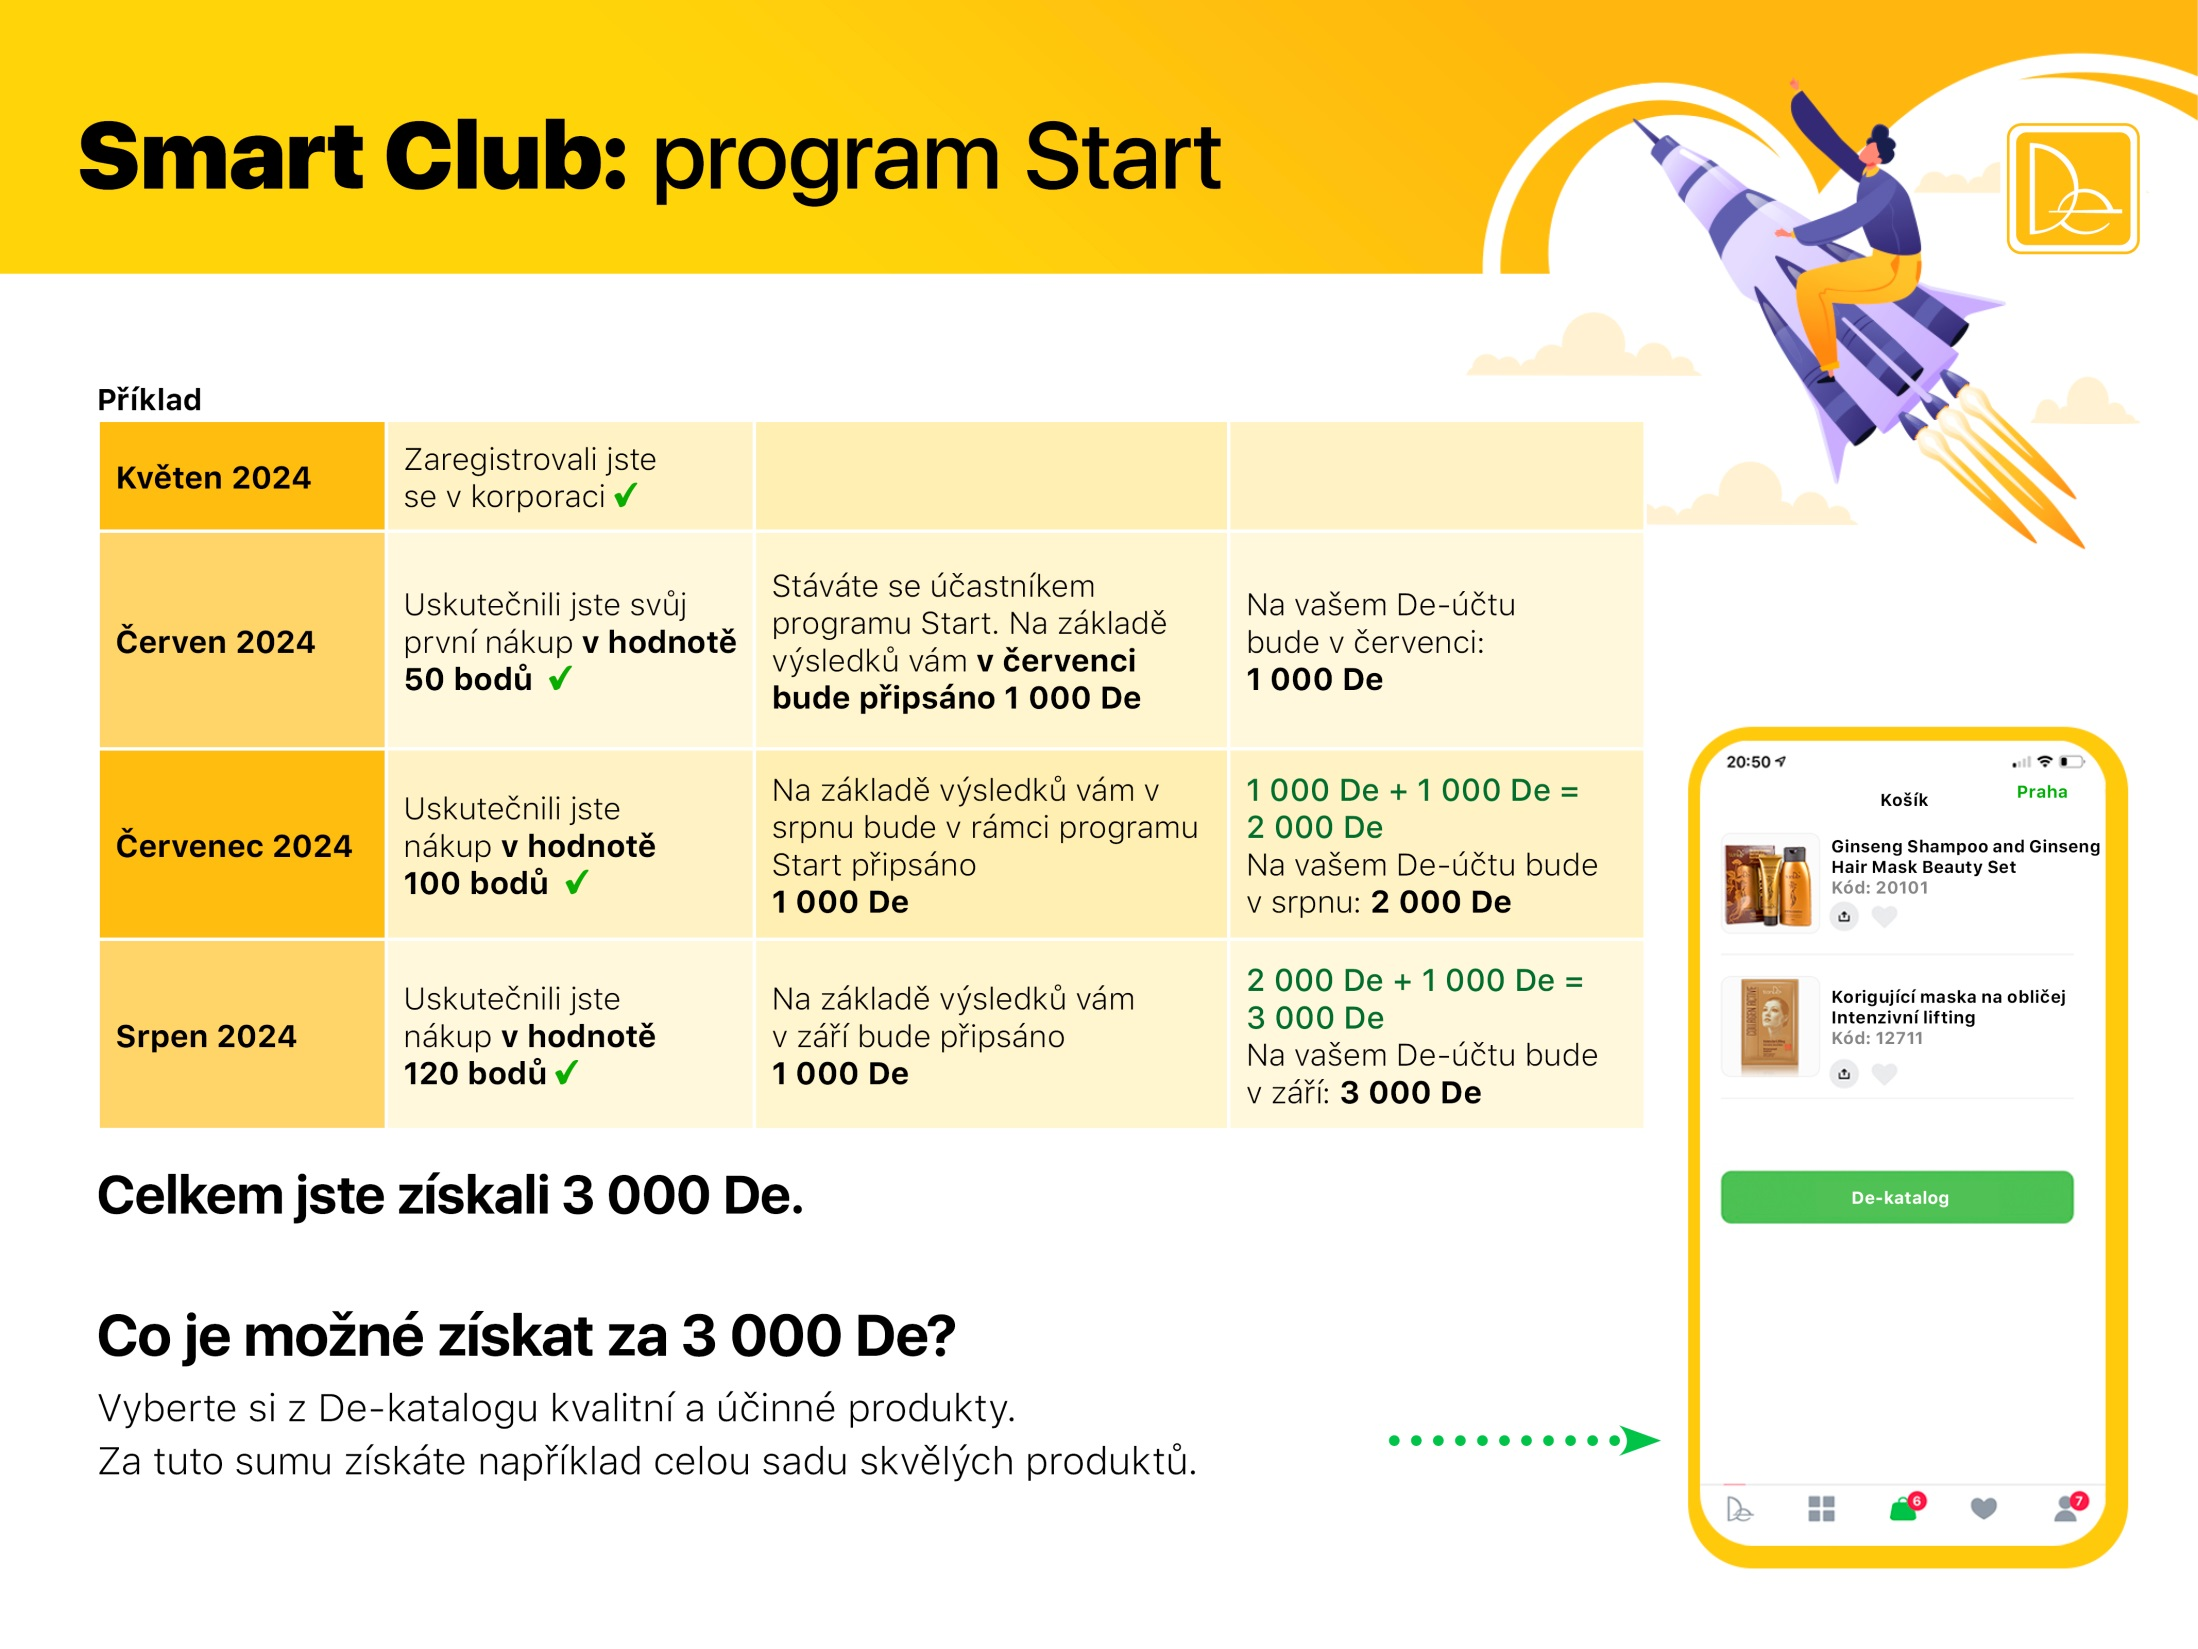 Smart Club: program Start
Příklad
Květen 2024
Zaregistrovali jste
se v korporaci ✔
Červen 2024
Uskutečnili jste svůj
první nákup v hodnotě
50 bodů ✔
Stáváte se účastníkem
programu Start. Na základě
výsledků vám v červenci
bude připsáno 1 000 De
Na vašem De-účtu
bude v červenci:
1 000 De
Červenec 2024
Uskutečnili jste
nákup v hodnotě
100 bodů ✔
Na základě výsledků vám v
srpnu bude v rámci programu
Start připsáno
1 000 De
1 000 De + 1 000 De =
2 000 De
Na vašem De-účtu bude
v srpnu: 2 000 De
Srpen 2024
Uskutečnili jste
nákup v hodnotě
120 bodů ✔
Na základě výsledků vám
v září bude připsáno
1 000 De
2 000 De + 1 000 De =
3 000 De
Na vašem De-účtu bude
v září: 3 000 De
Celkem jste získali 3 000 De.
Co je možné získat za 3 000 De?
Vyberte si z De-katalogu kvalitní a účinné produkty.
Za tuto sumu získáte například celou sadu skvělých produktů.
20:50
Košík
Praha
Ginseng Shampoo and Ginseng
Hair Mask Beauty Set
Kód: 20101
COLLAGEN ACTIVE
Korigující maska na obličej
Intenzivní lifting
Kód: 12711
De-katalog
6
7